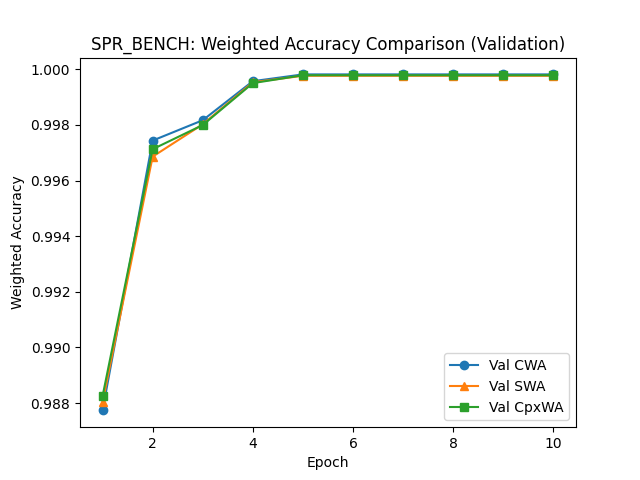 SPR_BENCH: Weighted Accuracy Comparison (Validation)
1.000
0.998
0.996
0.994
0.992
0.990
0.988
Weighted Accuracy
2
4
6
8
10
Epoch
Val CWA
Val SWA
Val CpxWA